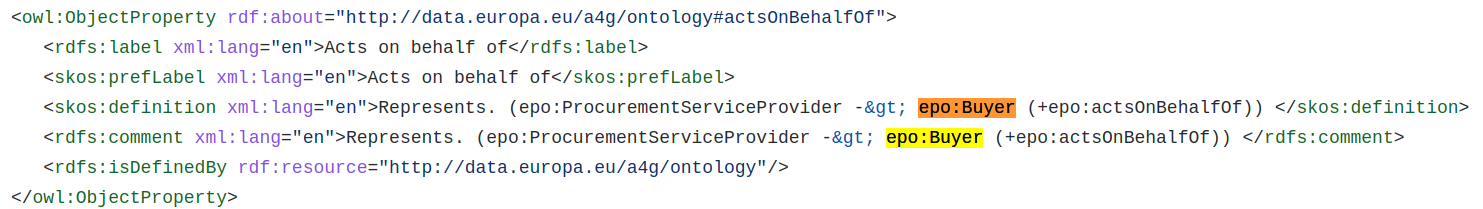 <owl:ObjectProperty rdf:about="http://data.europa.eu/a4g/ontology#actsOnBehalfOf">
<rdfs:label xml:lang="en">Acts on behalf of</rdfs:label>
<skos:prefLabel xml:lang="en">Acts on behalf of</skos:prefLabel>
<skos:definition xml:lang="en">Represents. (epo:ProcurementServiceProvider -&gt; epo:Buyer (+epo:actsOnBehalfOf)) </skos:definition>
<rdfs:comment xml:lang="en">Represents. (epo:ProcurementServiceProvider -&gt; epo:Buyer (+epo:actsOnBehalfOf)) </rdfs:comment>
<rdfs:isDefinedBy rdf:resource="http://data.europa.eu/a4g/ontology"/>
</owl:ObjectProperty>